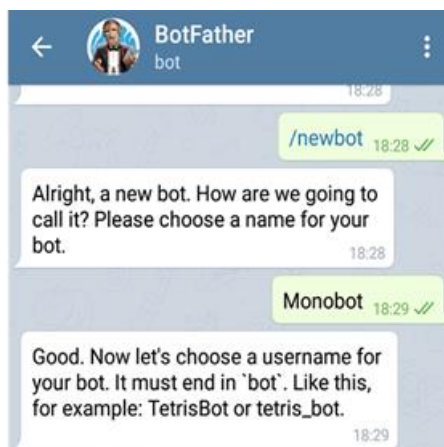 BotFather
bot
18:28
/newbot 18:28
Alright, a new bot. How are we going to
call it? Please choose a name for your
bot.
18:28
Monobot 18:29
Good. Now let's choose a username for
your bot. It must end in `bot`. Like this,
for example: TetrisBot or tetris_bot.
18:29